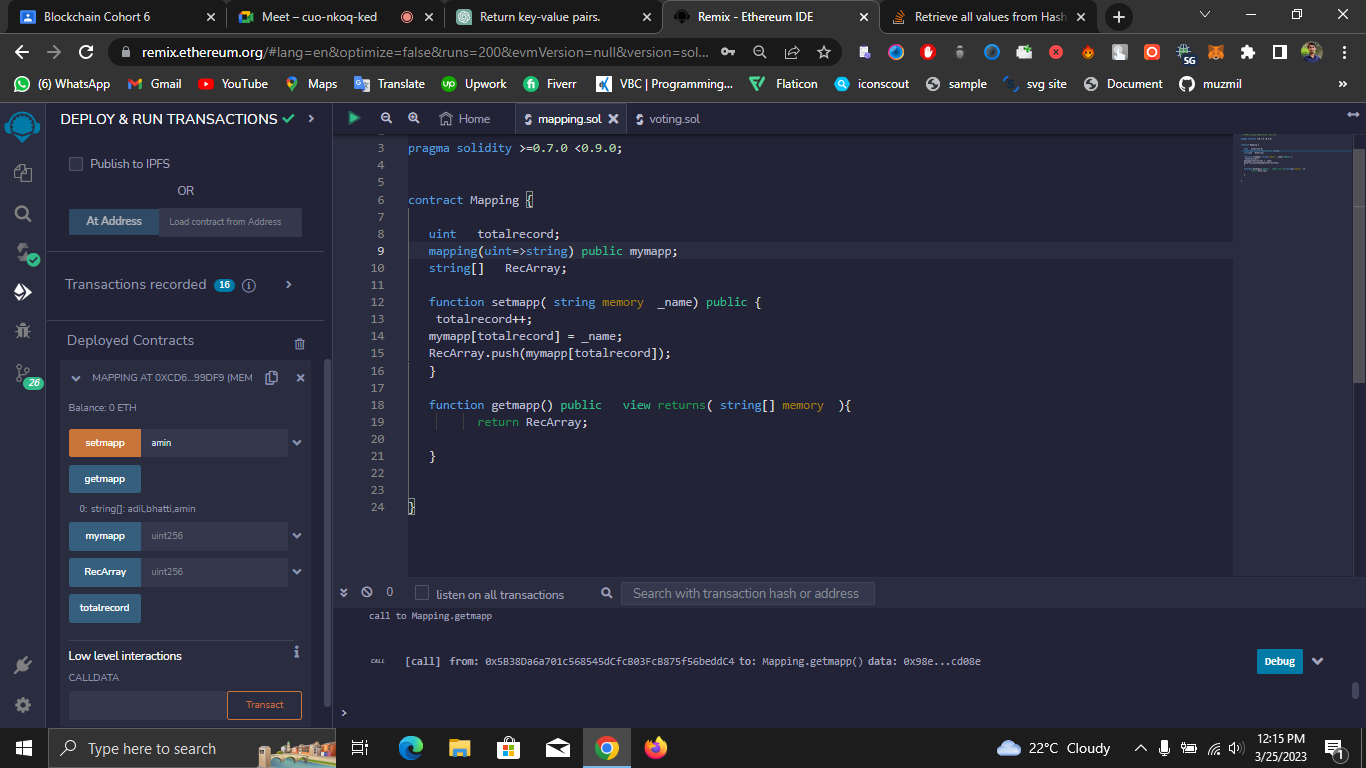 Blockchain Cohort 6
Meet – cuo-nkoq-ked
Return key-value pairs.
Remix - Ethereum IDE
Retrieve all values from Hash
remix.ethereum.org/#lang=en&optimize=false&runs=200&evmVersion=null&version=sol...
SG
(6) WhatsApp
Gmail
YouTube
Maps
Translate
Upwork
Fiverr
VBC | Programming...
Flaticon
iconscout
sample
svg site
Document
muzmil
DEPLOY & RUN TRANSACTIONS
Home
mapping.sol
voting.sol
Publish to IPFS
OR
At Address
Load contract from Address
Transactions recorded 16
Deployed Contracts
MAPPING AT 0XCD6...99DF9 (MEM
Balance: 0 ETH
setmapp
amin
getmapp
0: string[]: adil,bhatti,amin
mymapp
uint256
RecArray
uint256
totalrecord
Low level interactions
CALLDATA
Transact
26
3 pragma solidity >=0.7.0 <0.9.0;
4
5
6 contract Mapping {
7
8 uint totalrecord;
9 mapping(uint=>string) public mymapp;
10 string[] RecArray;
11
12 function setmapp( string memory _name) public {
13 totalrecord++;
14 mymapp[totalrecord] = _name;
15 RecArray.push(mymapp[totalrecord]);
16 }
17
18 function getmapp() public view returns( string[] memory ){
19 return RecArray;
20
21 }
22
23
24 }
0
listen on all transactions
Search with transaction hash or address
call to Mapping.getmapp
CALL [call] from: 0x5B38Da6a701c568545dCfcB03FcB875f56beddC4 to: Mapping.getmapp() data: 0x98e...cd08e
Debug
>
Type here to search
22°C Cloudy
12:15 PM
3/25/2023
1